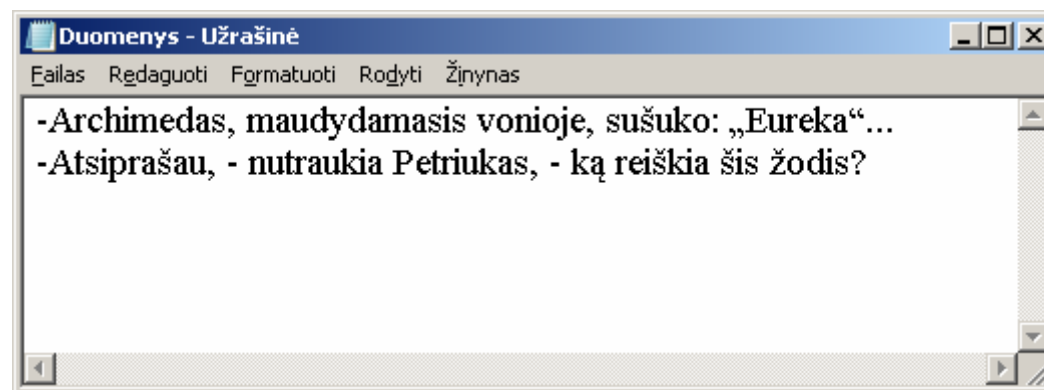 Duomenys - Užrašinė
Failas Redaguoti Formatuoti Rodyti Žinynas
-Archimedas, maudydamasis vonioje, sušuko: „Eureka“...
-Atsiprašau, - nutraukia Petriukas, - ką reiškia šis žodis?